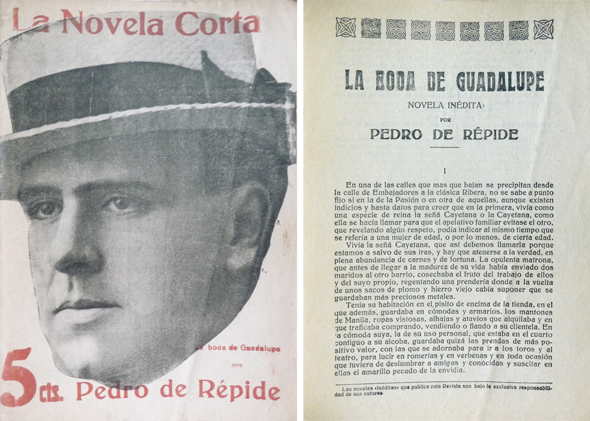 La Novela Corta
La boda de Guadalupe
POR
5 cts. Pedro de Répide
LA BODA DE GUADALUPE
NOVELA INÉDITA
POR
PEDRO DE RÉPIDE
I
En una de las calles que mas que bajan se precipitan desde
la calle de Embajadores a la clásica Ribera, no se sabe a punto
fijo si en la de la Pasión o en otra de aquellas, aunque existen
indicios y hasta datos para creer que en la primera, vivía como
una especie de reina la señá Cayetana o la Cayetana, como
ella se hacía llamar para que el apelativo familiar evitase el otro,
que revelando algún respeto, podía indicar al mismo tiempo que
se refería a una mujer de edad, o por lo menos, de cierta edad.
Vivía la señá Cayetana, que así debemos llamarla porque
estamos a salvo de sus iras, y hay que atenerse a la verdad, en
plena abundancia de carnes y de fortuna. La opulenta matrona,
que antes de llegar a la madurez de su vida había enviado dos
maridos al otro barrio, cosechaba el fruto del trabajo de ellos
y del suyo propio, regentando una prendería donde a la vuelta
de unos sacos de plomo y hierro viejo cabía suponer que se
guardaban más preciosos metales.
Tenía su habitación en el pisito de encima de la tienda, en el
que además, guardaba en cómodas y armarios, los mantones
de Manila, ropas vistosas, alhajas y atavíos que alquilaba y en
que traficaba comprando, vendiendo o fiando a su clientela. En
la cómoda suya, la de su uso personal, que estaba en el cuarto
contiguo a su alcoba, guardaba quizá las prendas de más po-
sitivo valor, con las que se adornaba para ir a los toros y al
teatro, para lucir en romerías y en verbenas y en toda ocasión
que tuviera de deslumbrar a amigas y conocidas y suscitar en
ellas el amarillo pecado de la envidia.
Las novelas «inéditas» que publica esta Revista son bajo la exclusiva responsabili-
dad de sus autores